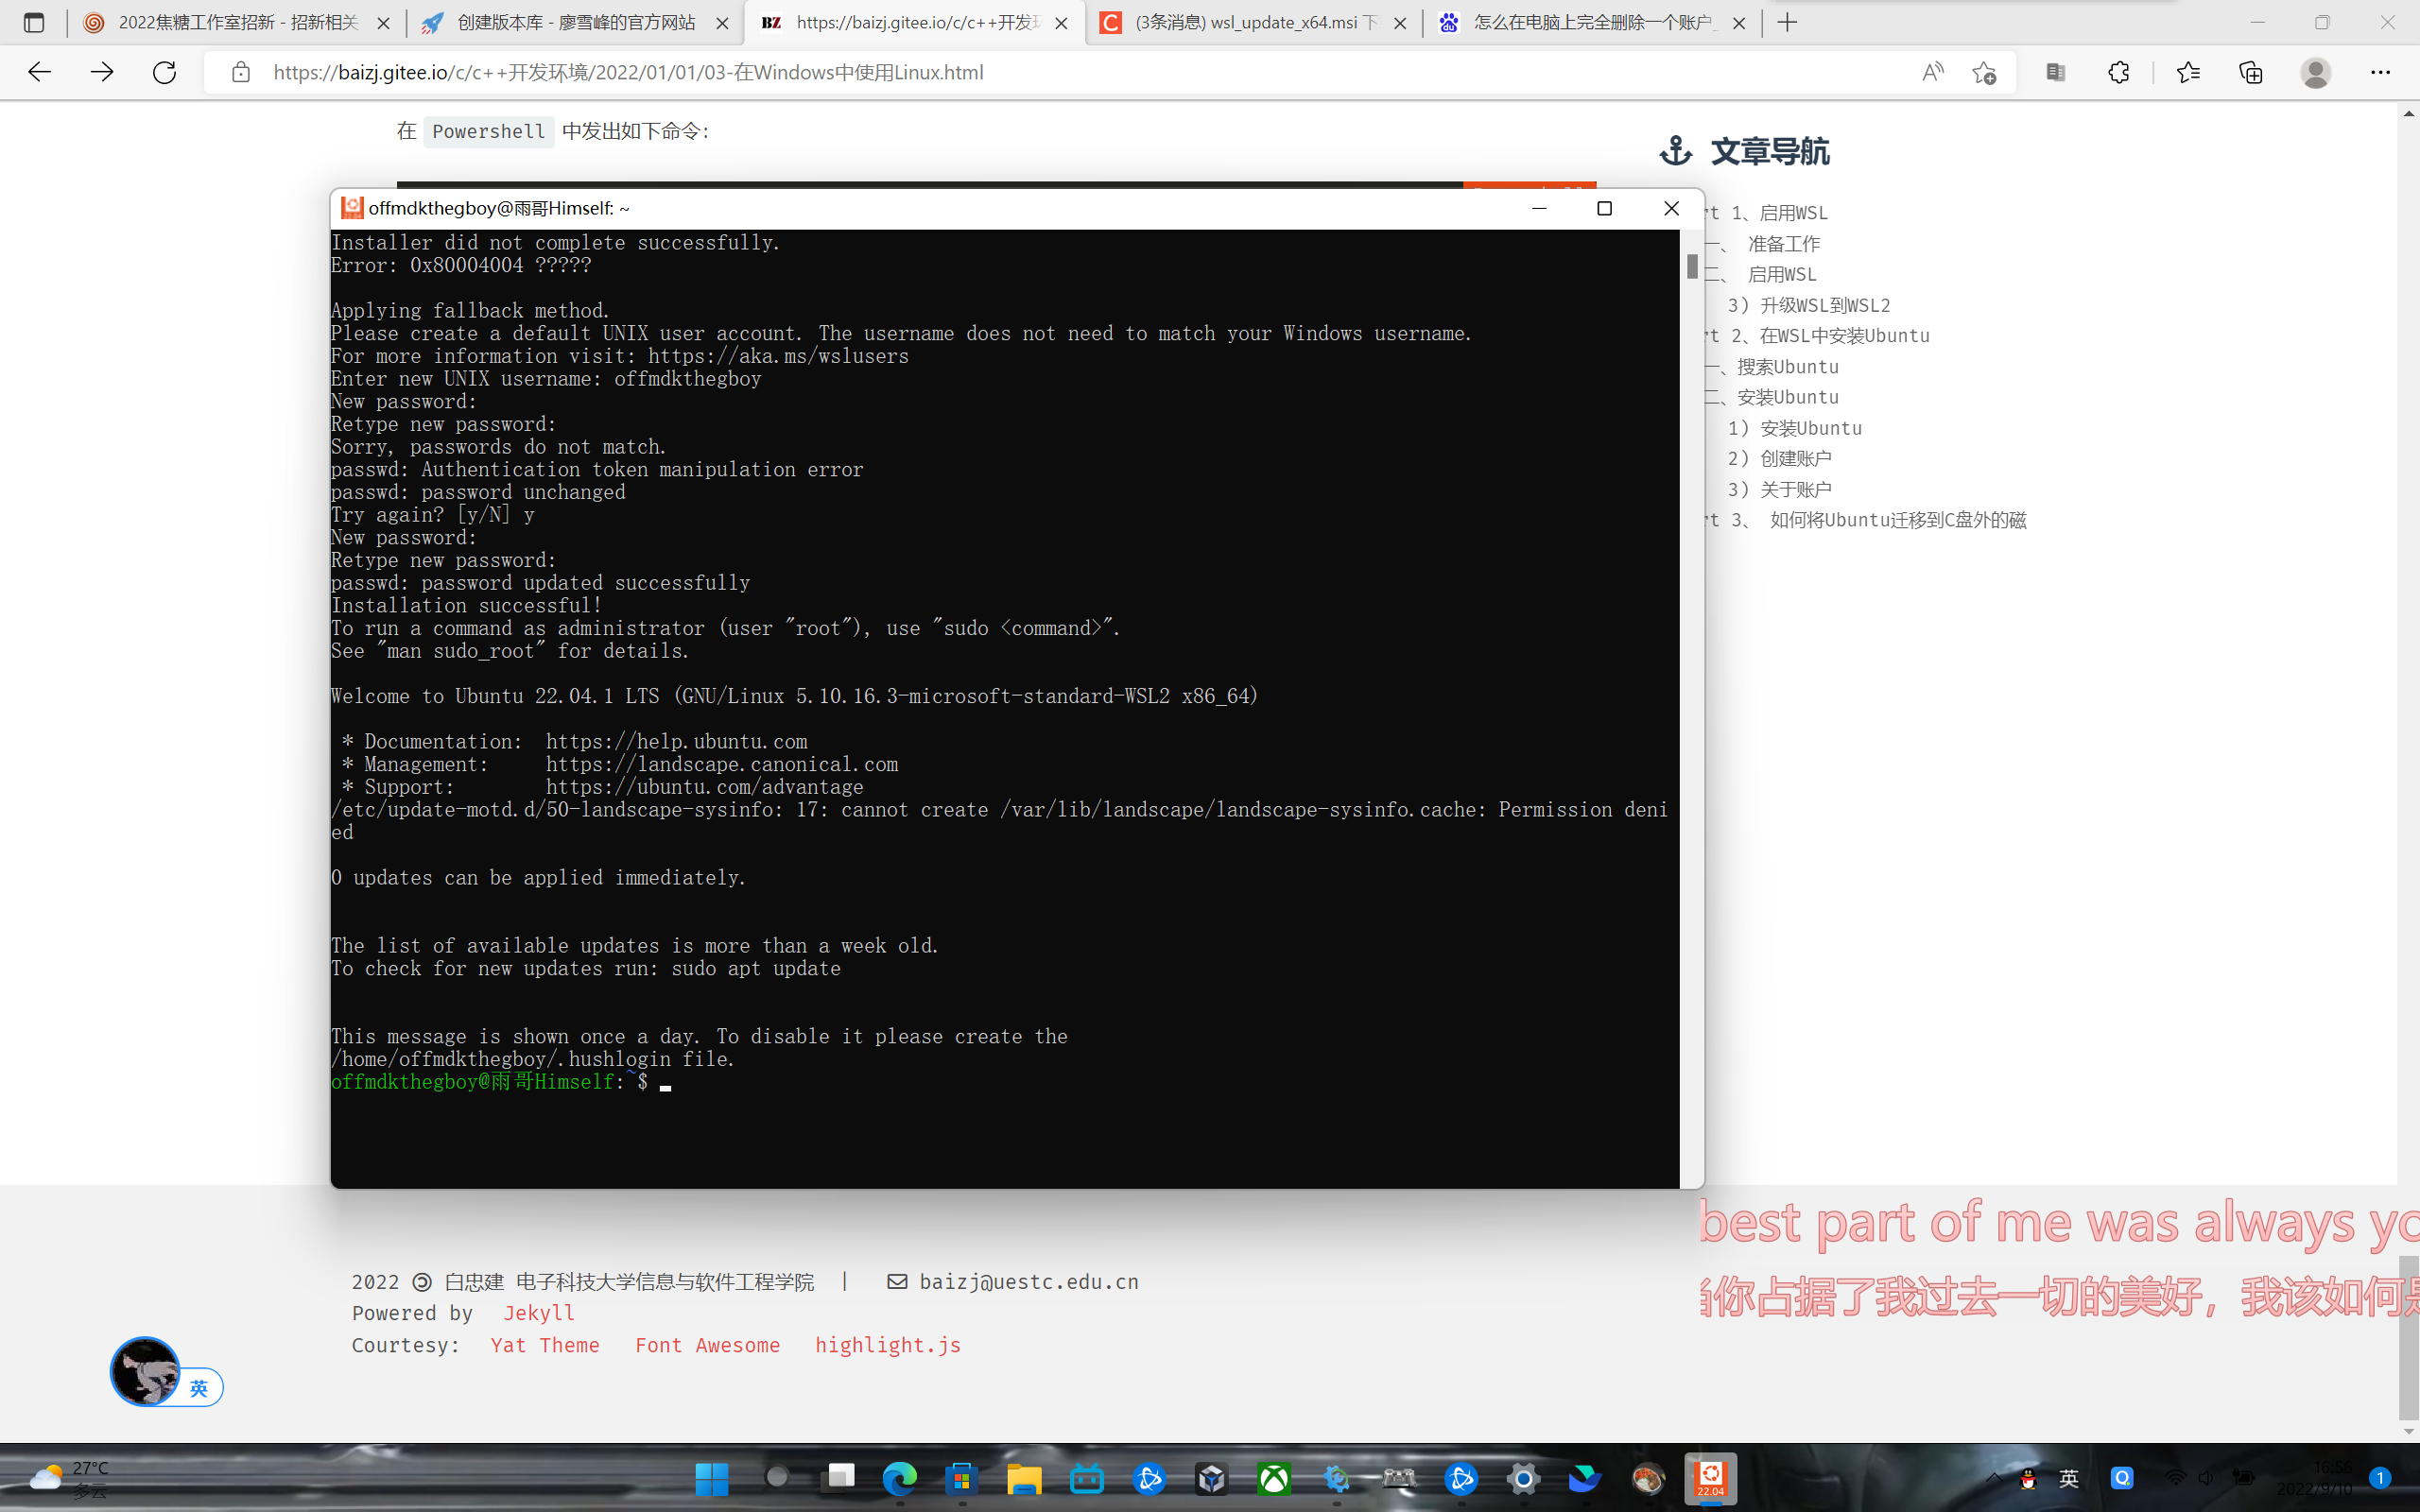 2022焦糖工作室招新 - 招新相关
创建版本库 - 廖雪峰的官方网站
BZ https://baizj.gitee.io/c/c++开发环
(3条消息) wsl_update_x64.msi 下
怎么在电脑上完全删除一个账户_
https://baizj.gitee.io/c/c++开发环境/2022/01/01/03-在Windows中使用Linux.html
在 Powershell 中发出如下命令:
文章导航
offmdkthegboy@雨哥Himself: ~
Installer did not complete successfully.
Error: 0x80004004 ?????
Applying fallback method.
Please create a default UNIX user account. The username does not need to match your Windows username.
For more information visit: https://aka.ms/wslusers
Enter new UNIX username: offmdkthegboy
New password:
Retype new password:
Sorry, passwords do not match.
passwd: Authentication token manipulation error
passwd: password unchanged
Try again? [y/N] y
New password:
Retype new password:
passwd: password updated successfully
Installation successful!
To run a command as administrator (user "root"), use "sudo <command>".
See "man sudo_root" for details.
Welcome to Ubuntu 22.04.1 LTS (GNU/Linux 5.10.16.3-microsoft-standard-WSL2 x86_64)
* Documentation:  https://help.ubuntu.com
* Management:     https://landscape.canonical.com
* Support:        https://ubuntu.com/advantage
/etc/update-motd.d/50-landscape-sysinfo: 17: cannot create /var/lib/landscape/landscape-sysinfo.cache: Permission deni
ed
0 updates can be applied immediately.
The list of available updates is more than a week old.
To check for new updates run: sudo apt update
This message is shown once a day. To disable it please create the
/home/offmdkthegboy/.hushlogin file.
offmdkthegboy@雨哥Himself:~$
t 1、启用WSL
一、 准备工作
二、 启用WSL
3) 升级WSL到WSL2
t 2、在WSL中安装Ubuntu
一、搜索Ubuntu
二、安装Ubuntu
1) 安装Ubuntu
2) 创建账户
3) 关于账户
t 3、 如何将Ubuntu迁移到C盘外的磁
best part of me was always yo
当你占据了我过去一切的美好，我该如何是
2022 白忠建 电子科技大学信息与软件工程学院 | baizj@uestc.edu.cn
Powered by Jekyll
Courtesy: Yat Theme Font Awesome highlight.js
英
27°C
多云
22.04
英
16:56
2022/9/10
1